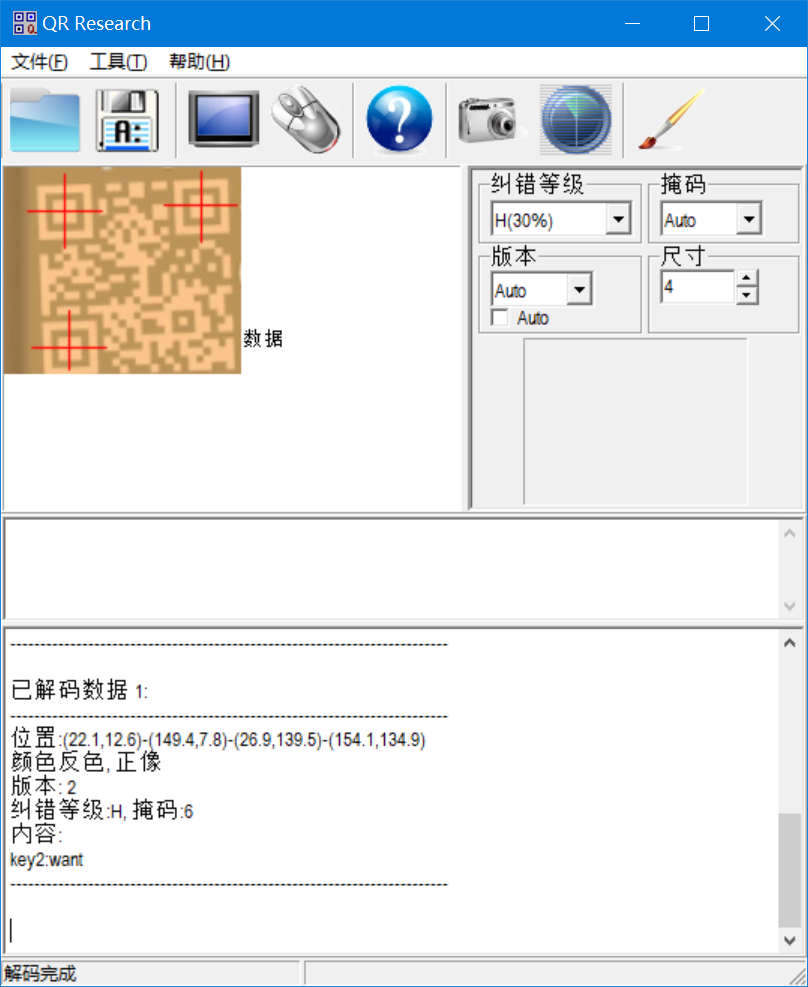 QR Research
文件(F) 工具(T) 帮助(H)
A:
?
纠错等级
H(30%)
掩码
Auto
版本
Auto
Auto
尺寸
4
数据
--------------------------------------------------------------------------------
已解码数据 1:
--------------------------------------------------------------------------------
位置:(22.1,12.6)-(149.4,7.8)-(26.9,139.5)-(154.1,134.9)
颜色反色, 正像
版本: 2
纠错等级:H, 掩码:6
内容:
key2:want
--------------------------------------------------------------------------------
解码完成